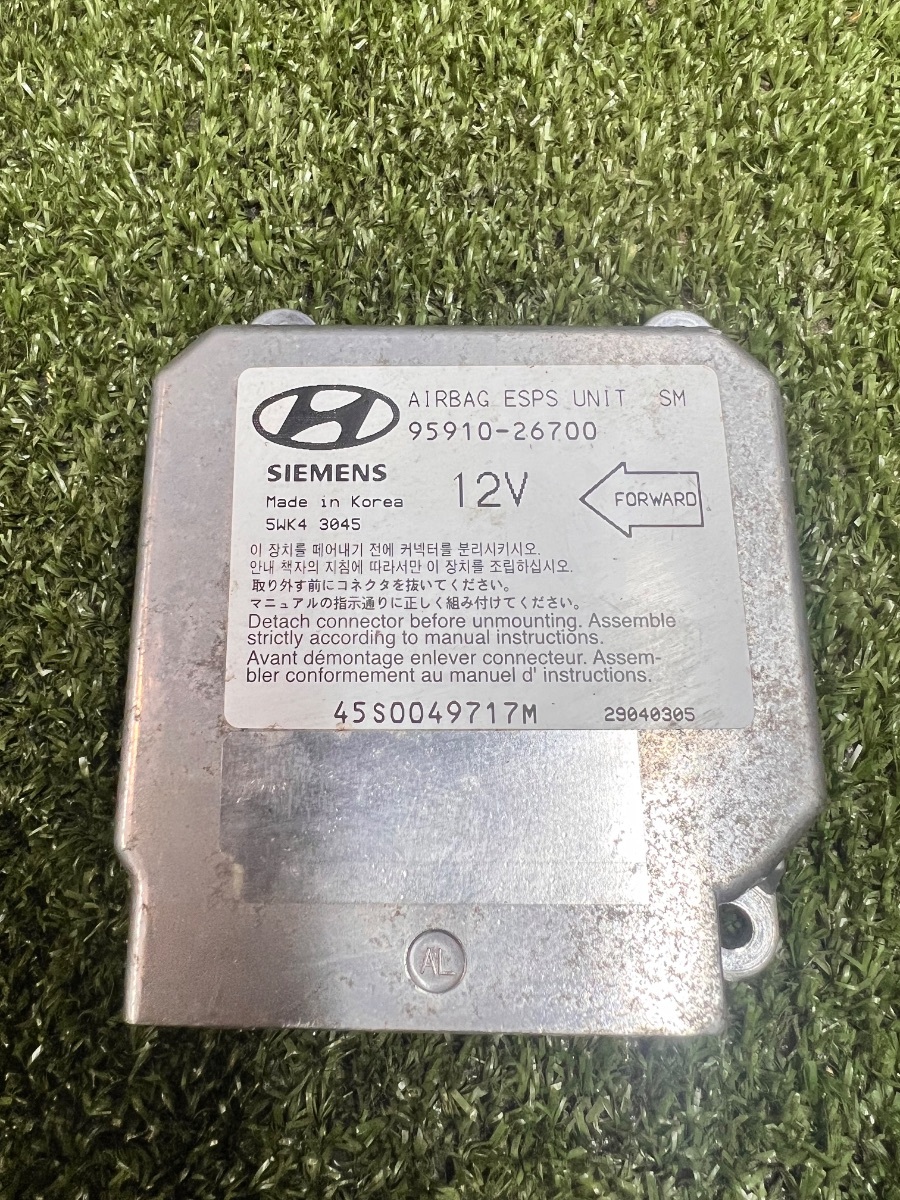 AIRBAG ESPS UNIT SM
95910-26700
SIEMENS
Made in Korea
12V
FORWARD
5WK4 3045
이 장치를 떼어내기 전에 커넥터를 분리시키시오.
안내 책자의 지침에 따라서만 이 장치를 조립하십시오.
取り外す前にコネクタを抜いてください。
マニュアルの指示通りに正しく組み付けてください。
Detach connector before unmounting. Assemble
strictly according to manual instructions.
Avant démontage enlever connecteur. Assem-
bler conformement au manuel d' instructions.
45S0049717M 29040305
AL